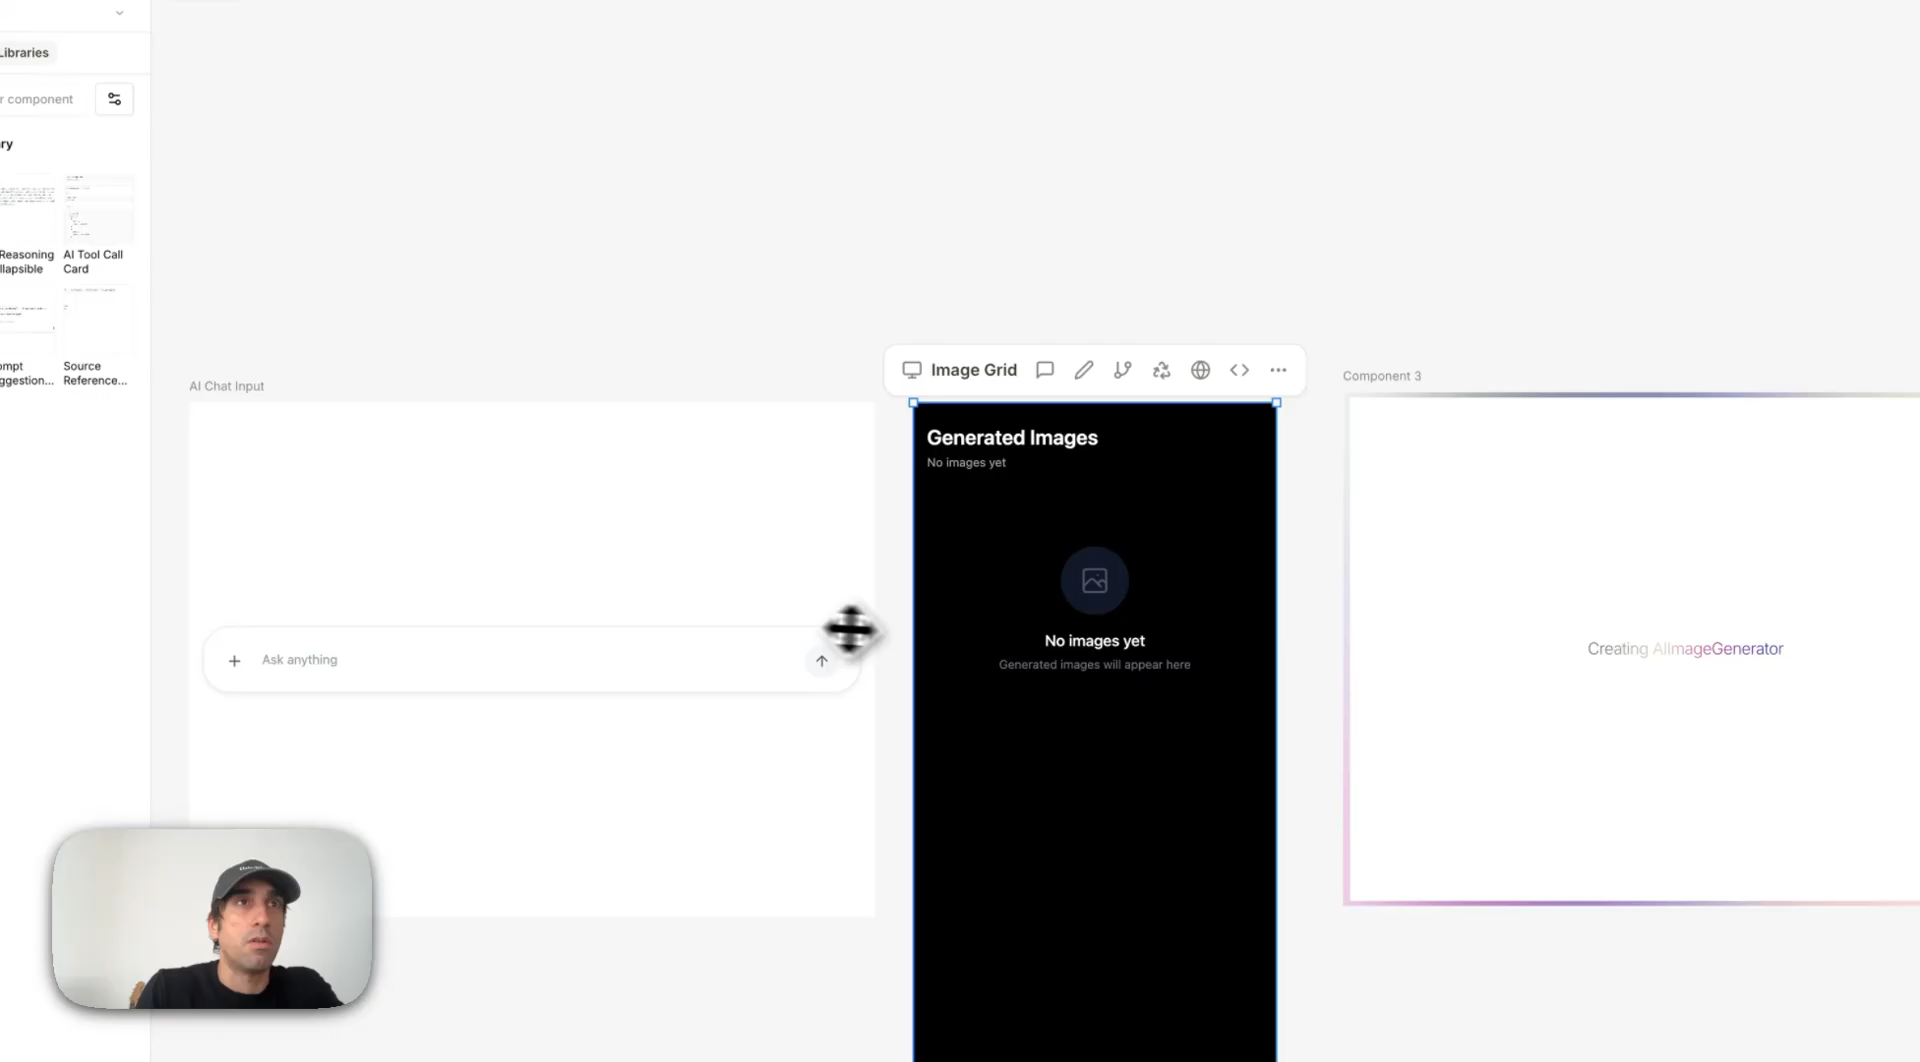 Libraries
r component
ry
Reasoning
llapsible
AI Tool Call
Card
ompt
ggestion...
Source
Reference...
AI Chat Input
Ask anything
Image Grid
Generated Images
No images yet
No images yet
Generated images will appear here
Component 3
Creating AIImageGenerator